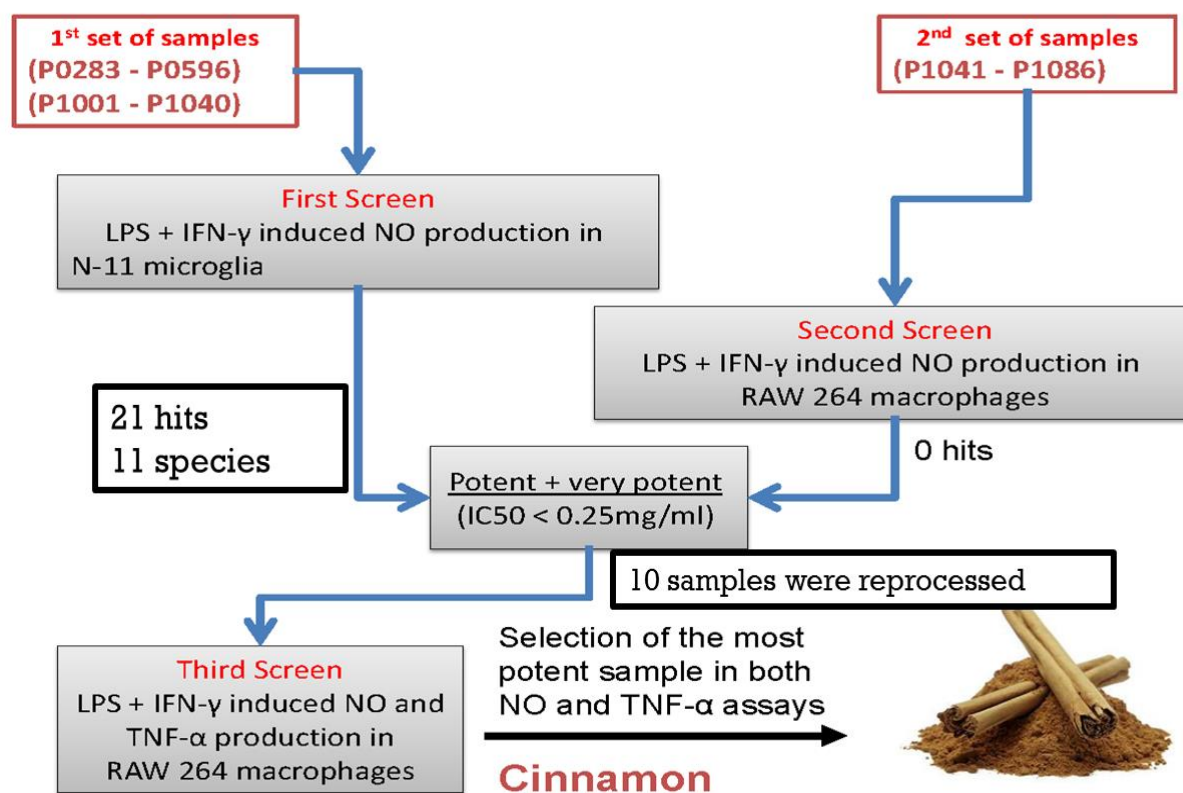 1st set of samples
(P0283 - P0596)
(P1001 - P1040)
2nd set of samples
(P1041 - P1086)
First Screen
LPS + IFN-γ induced NO production in
N-11 microglia
Second Screen
LPS + IFN-γ induced NO production in
RAW 264 macrophages
21 hits
11 species
0 hits
Potent + very potent
(IC50 < 0.25mg/ml)
10 samples were reprocessed
Third Screen
LPS + IFN-γ induced NO and
TNF-α production in
RAW 264 macrophages
Selection of the most
potent sample in both
NO and TNF-α assays
Cinnamon